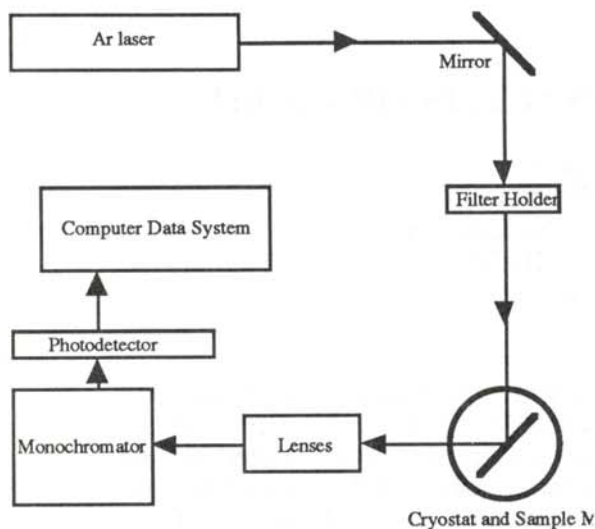 Ar laser
Mirror
Filter Holder
Computer Data System
Photodetector
Monochromator
Lenses
Cryostat and Sample M